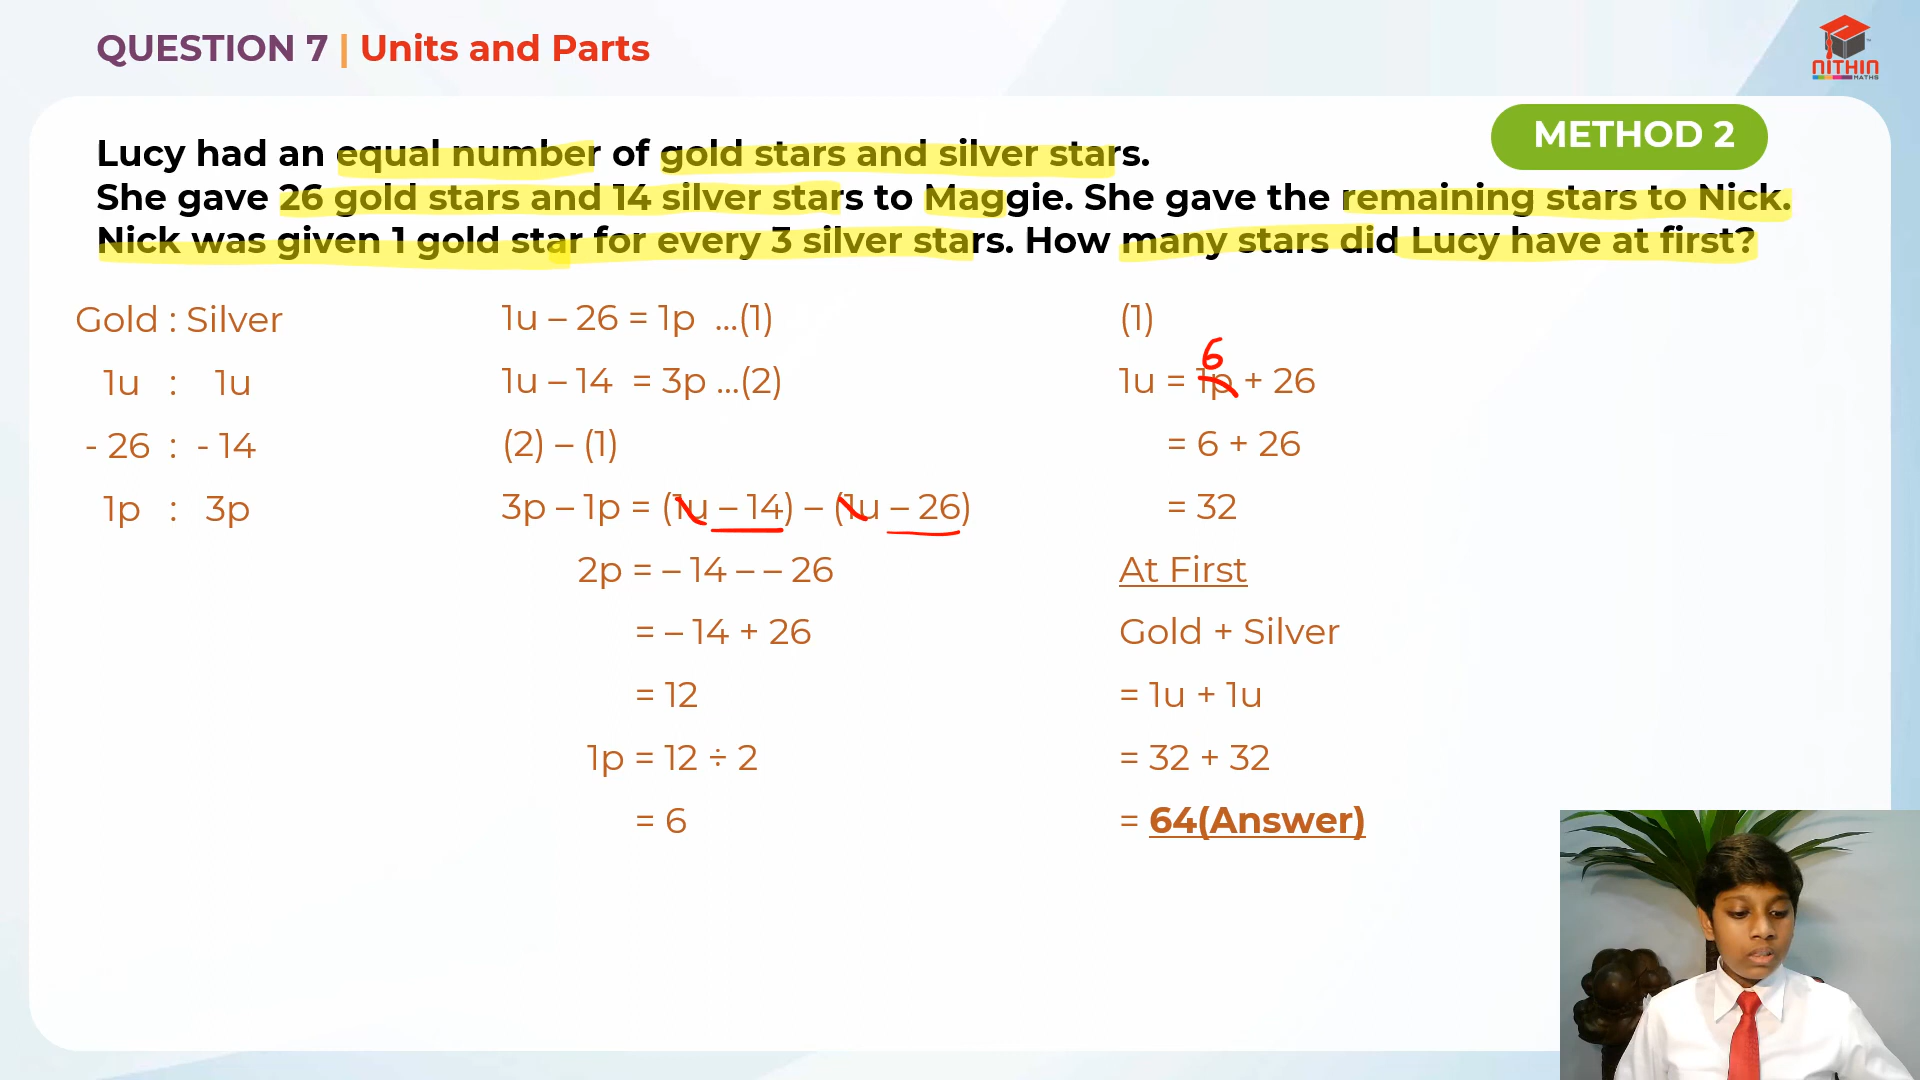 QUESTION 7 | Units and Parts
NITHIN
MATHS
METHOD 2
Lucy had an equal number of gold stars and silver stars.
She gave 26 gold stars and 14 silver stars to Maggie. She gave the remaining stars to Nick.
Nick was given 1 gold star for every 3 silver stars. How many stars did Lucy have at first?
Gold : Silver
1u : 1u
- 26 : - 14
1p : 3p
1u – 26 = 1p ...(1)
1u – 14 = 3p ...(2)
(2) – (1)
3p – 1p = (1u – 14) – (1u – 26)
2p = – 14 – – 26
= – 14 + 26
= 12
1p = 12 ÷ 2
= 6
(1)
6
1u = 1p + 26
= 6 + 26
= 32
At First
Gold + Silver
= 1u + 1u
= 32 + 32
= 64(Answer)